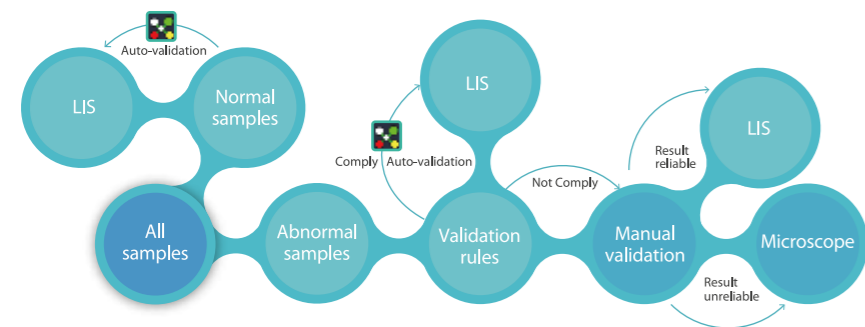 Auto-validation
LIS
Normal
samples
LIS
Comply
Auto-validation
Not Comply
Result
reliable
LIS
All
samples
Abnormal
samples
Validation
rules
Manual
validation
Microscope
Result
unreliable